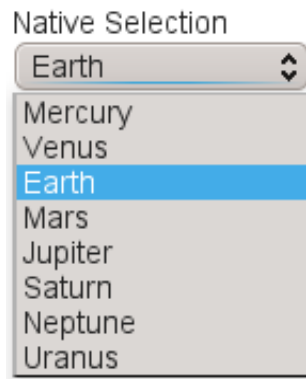 Native Selection
Earth
Mercury
Venus
Earth
Mars
Jupiter
Saturn
Neptune
Uranus